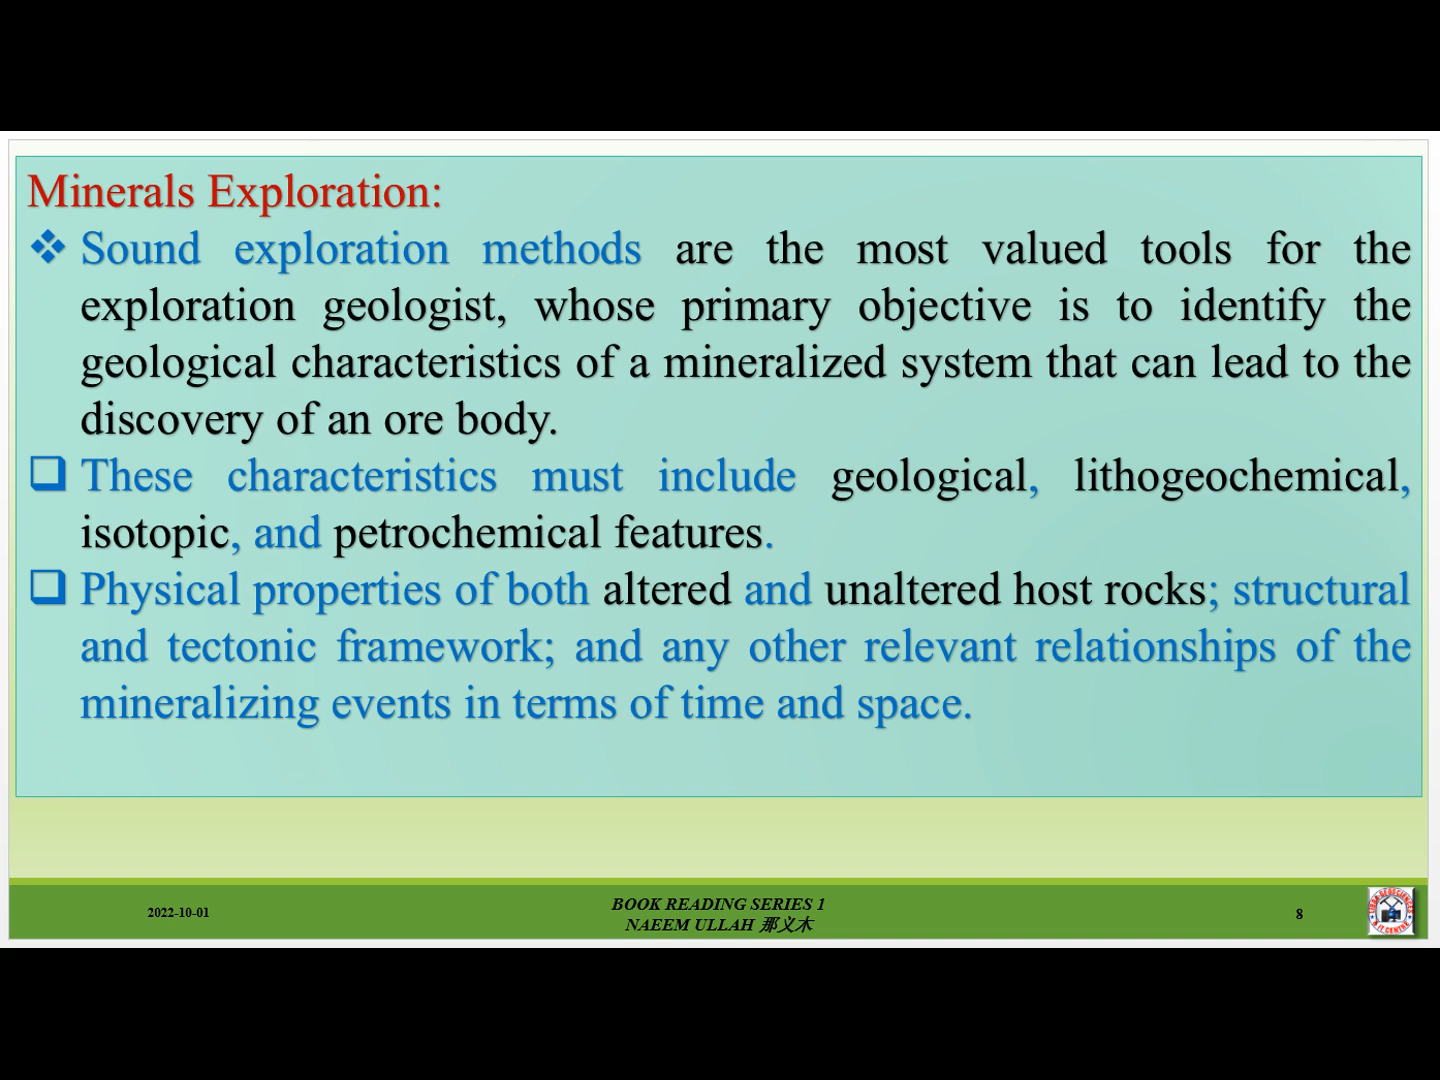 Minerals Exploration:
❖ Sound exploration methods are the most valued tools for the
exploration geologist, whose primary objective is to identify the
geological characteristics of a mineralized system that can lead to the
discovery of an ore body.
❑ These characteristics must include geological, lithogeochemical,
isotopic, and petrochemical features.
❑ Physical properties of both altered and unaltered host rocks; structural
and tectonic framework; and any other relevant relationships of the
mineralizing events in terms of time and space.
2022-10-01
BOOK READING SERIES 1
NAEEM ULLAH 那义木
8